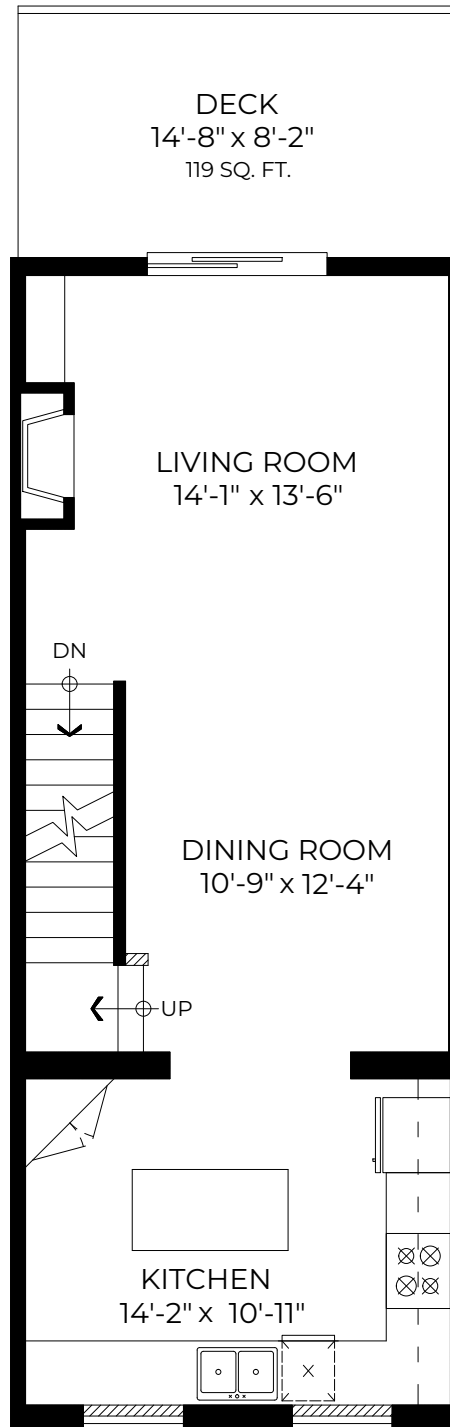 DECK
14'-8" x 8'-2"
119 SQ. FT.
LIVING ROOM
14'-1" x 13'-6"
DN
DINING ROOM
10'-9" x 12'-4"
UP
KITCHEN
14'-2" x 10'-11"
X